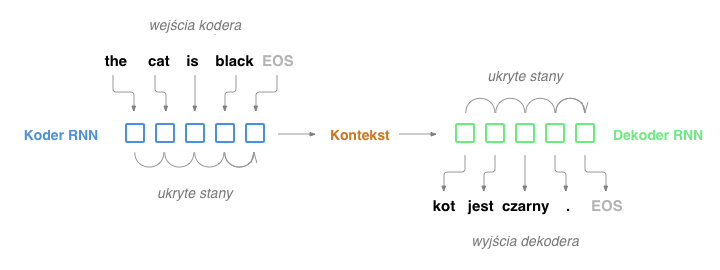 wejścia kodera
the cat is black EOS
ukryte stany
Koder RNN
Kontekst
Dekoder RNN
ukryte stany
kot jest czarny . EOS
wyjścia dekodera